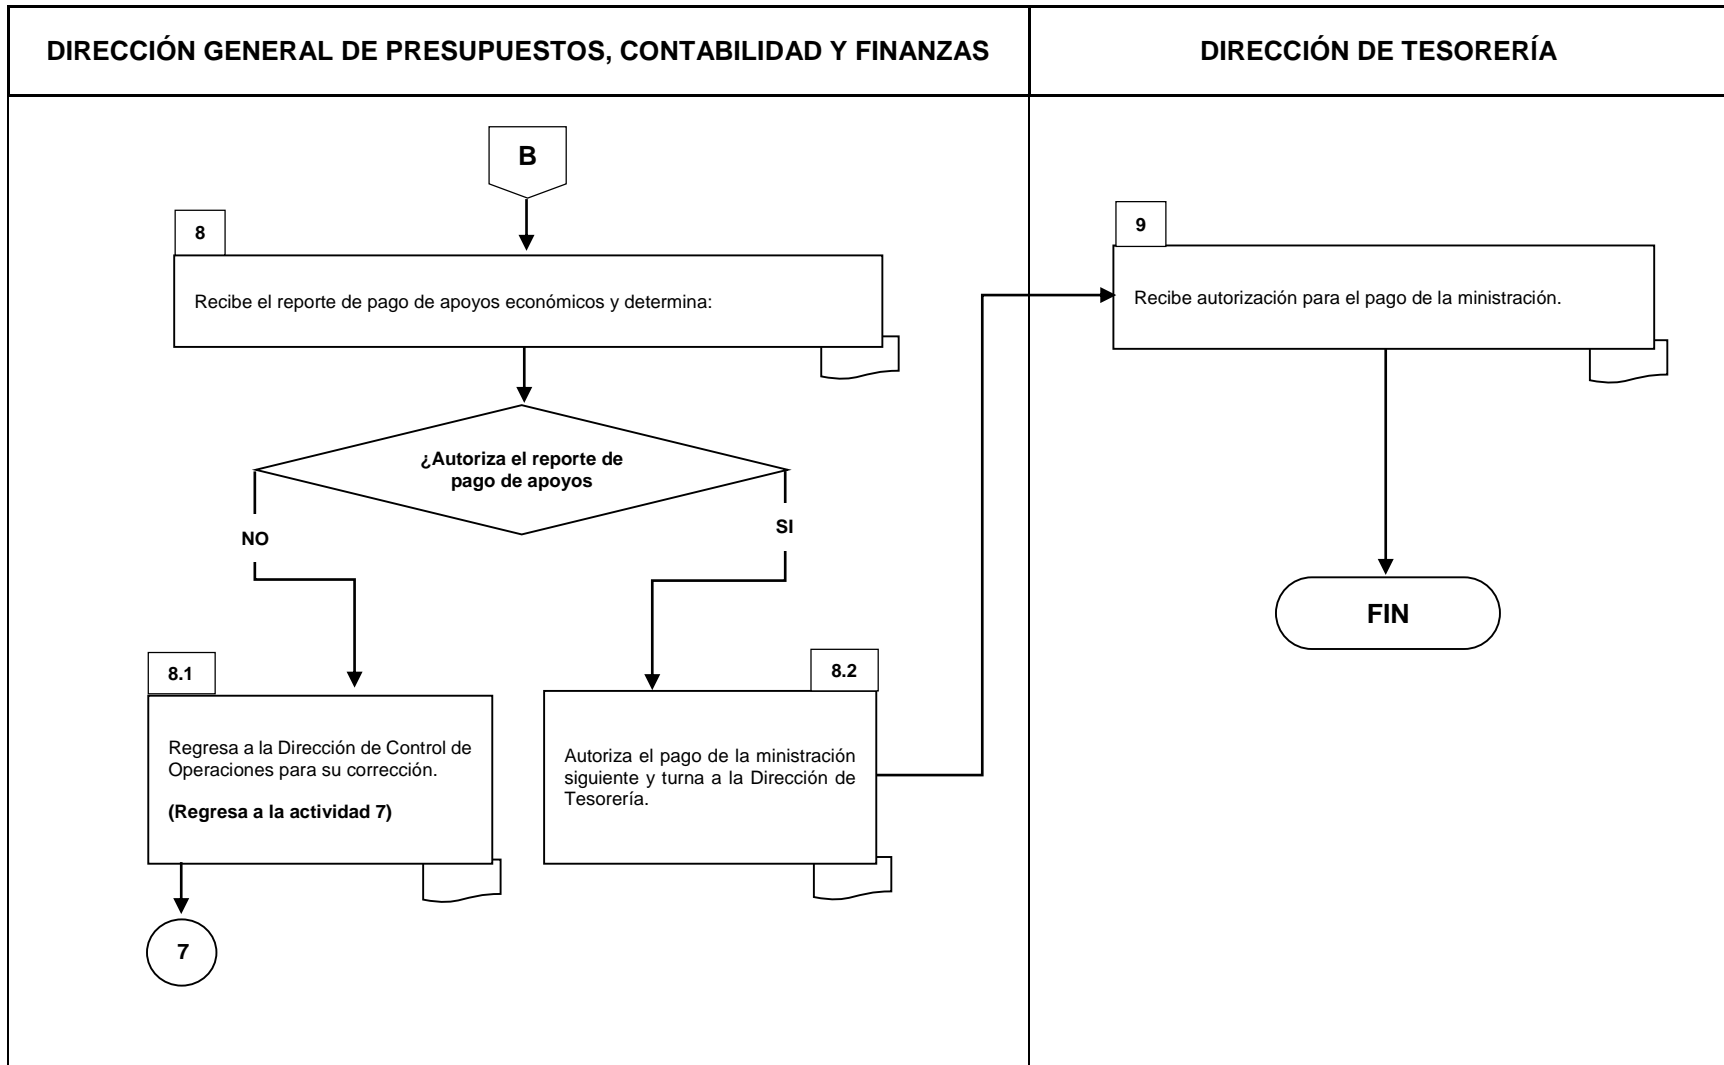 DIRECCIÓN GENERAL DE PRESUPUESTOS, CONTABILIDAD Y FINANZAS
DIRECCIÓN DE TESORERÍA
B
8
Recibe el reporte de pago de apoyos económicos y determina:
¿Autoriza el reporte de
pago de apoyos
NO
SI
8.1
Regresa a la Dirección de Control de
Operaciones para su corrección.
(Regresa a la actividad 7)
7
8.2
Autoriza el pago de la ministración
siguiente y turna a la Dirección de
Tesorería.
9
Recibe autorización para el pago de la ministración.
FIN